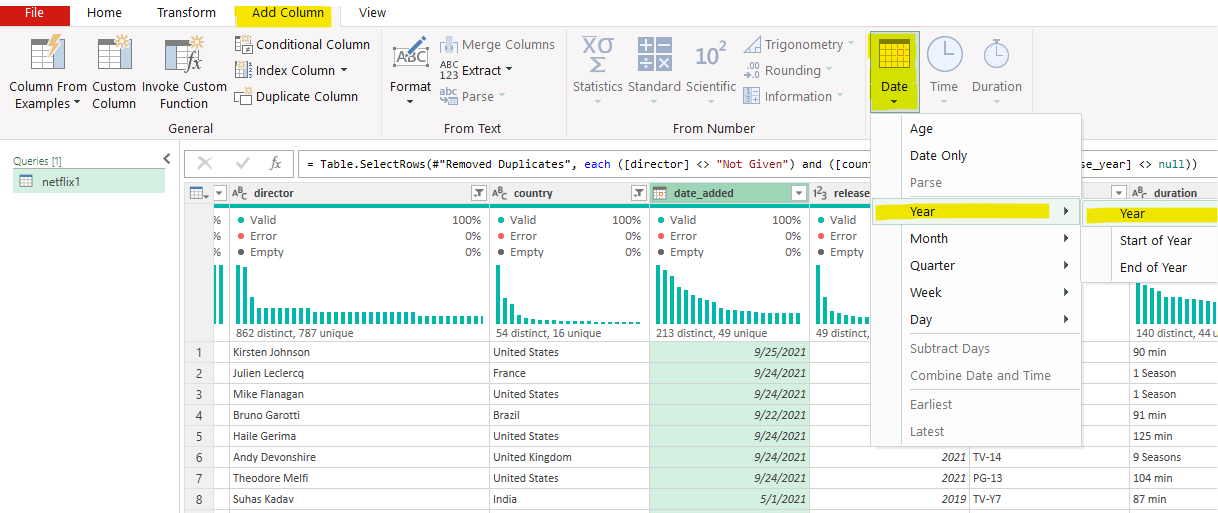 File Home Transform Add Column View
Column From Examples
Custom Column
Invoke Custom Function
Conditional Column
Index Column
Duplicate Column
General
ABC
Format
Merge Columns
ABC 123 Extract
abc Parse
From Text
XΣ Statistics
Standard
10² Scientific
Trigonometry
.00 .0 Rounding
Information
From Number
Date
Time
Duration
Age
Date Only
Parse
Year
Month
Quarter
Week
Day
Subtract Days
Combine Date and Time
Earliest
Latest
Year
Start of Year
End of Year
Queries [1]
netflix1
fx = Table.SelectRows(#"Removed Duplicates", each ([director] <> "Not Given") and ([coun se_year] <> null))
ABC director ABC country date_added 123 release ABC duration
% Valid 100% Valid 100% Valid 100% Valid
% Error 0% Error 0% Error 0% Error
% Empty 0% Empty 0% Empty 0% Empty
862 distinct, 787 unique 54 distinct, 16 unique 213 distinct, 49 unique 49 distinct, 140 distinct, 44 u
1 Kirsten Johnson United States 9/25/2021 90 min
2 Julien Leclercq France 9/24/2021 1 Season
3 Mike Flanagan United States 9/24/2021 1 Season
4 Bruno Garotti Brazil 9/22/2021 91 min
5 Haile Gerima United States 9/24/2021 125 min
6 Andy Devonshire United Kingdom 9/24/2021 2021 TV-14 9 Seasons
7 Theodore Melfi United States 9/24/2021 2021 PG-13 104 min
8 Suhas Kadav India 5/1/2021 2019 TV-Y7 87 min